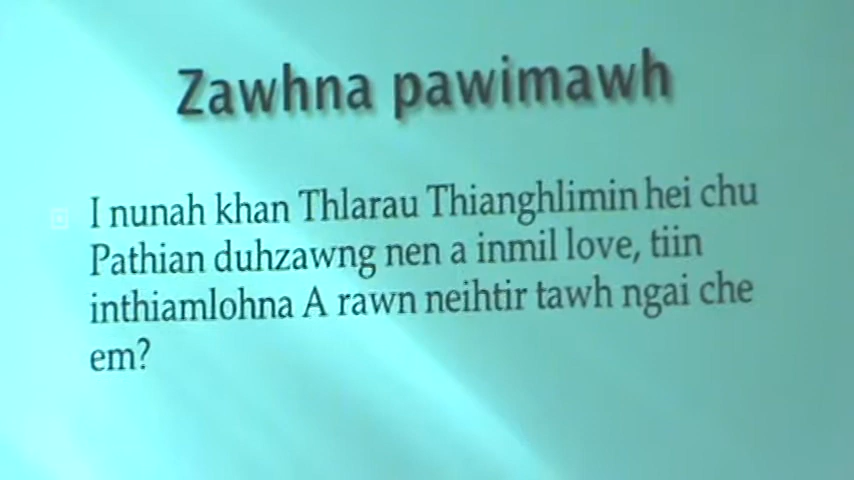 Zawhna pawimawh
I nunah khan Thlarau Thianghlimin hei chu
Pathian duhzawng nen a inmil love, tiin
inthiamlohna A rawn neihtir tawh ngai che
em?